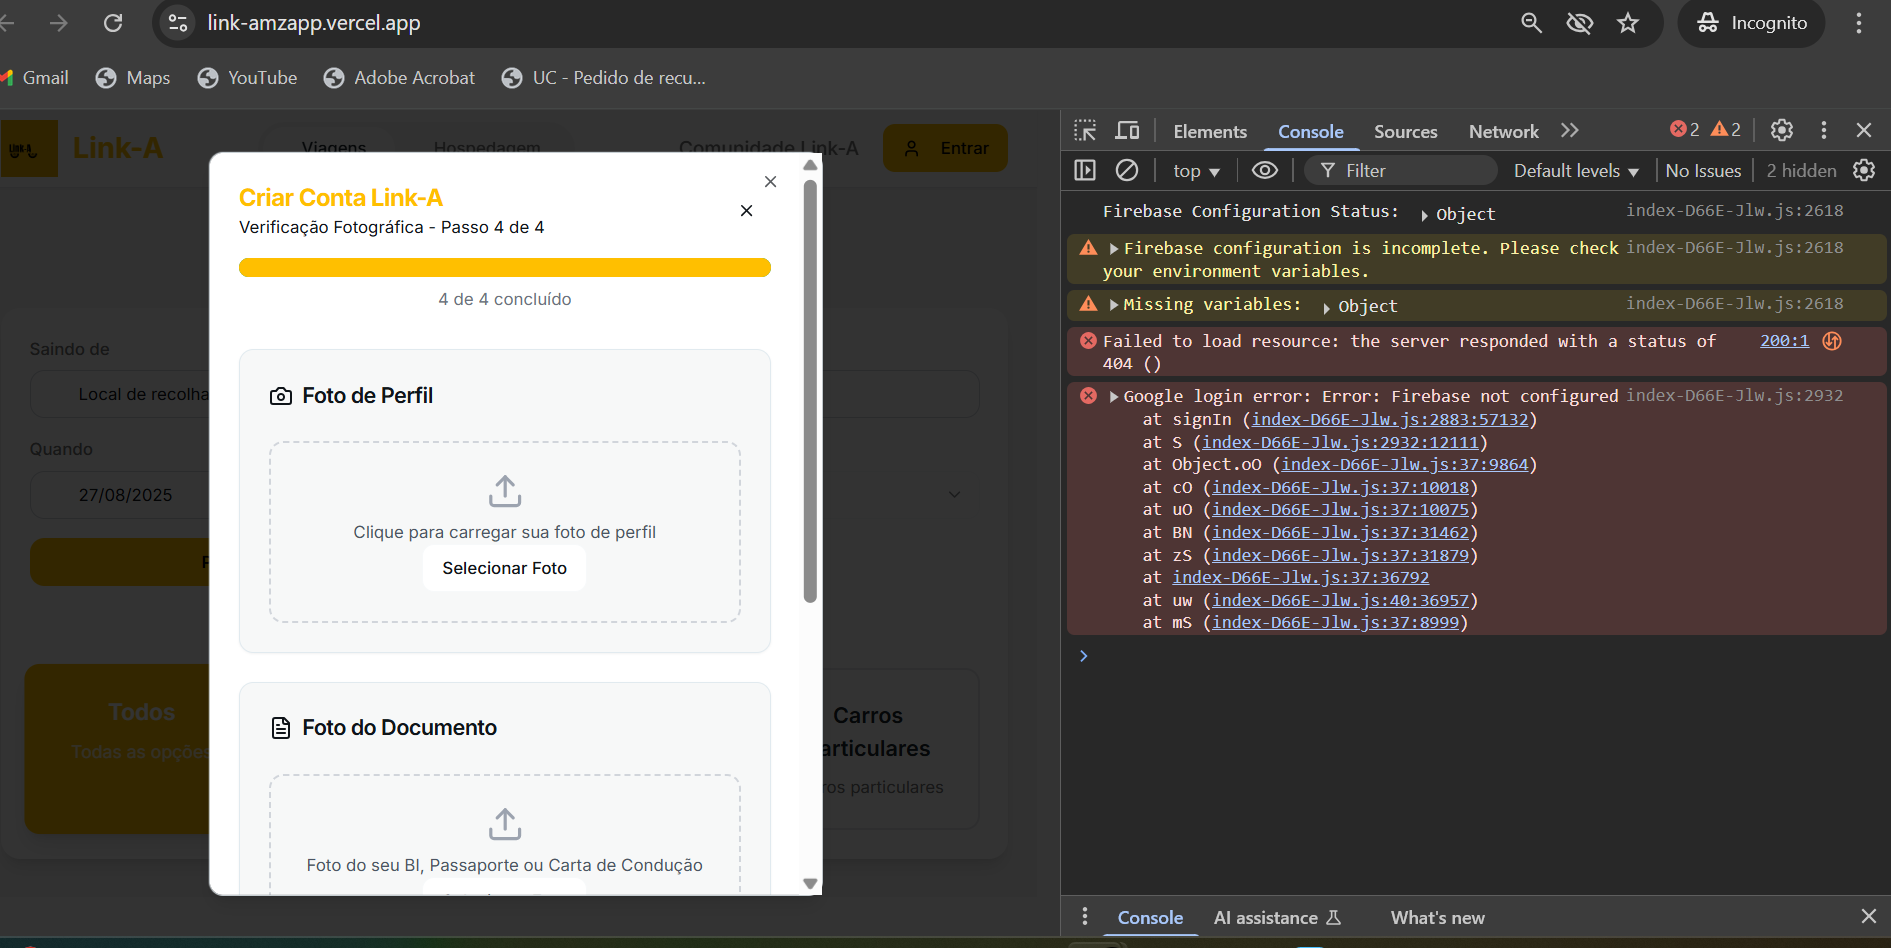 link-amzapp.vercel.app
Incognito
Gmail
Maps
YouTube
Adobe Acrobat
UC - Pedido de recu...
Link-A
Link-A
Viagens
Hospedagem
Comunidade Link-A
Entrar
Criar Conta Link-A
Verificação Fotográfica - Passo 4 de 4
4 de 4 concluído
Saindo de
Local de recolha
Quando
27/08/2025
Foto de Perfil
Clique para carregar sua foto de perfil
Selecionar Foto
Todos
Todas as opções
Foto do Documento
Foto do seu BI, Passaporte ou Carta de Condução
Carros
articulares
ros particulares
Elements
Console
Sources
Network
2
2
top
Filter
Default levels
No Issues
2 hidden
Firebase Configuration Status: Object index-D66E-Jlw.js:2618
Firebase configuration is incomplete. Please check index-D66E-Jlw.js:2618
your environment variables.
Missing variables: Object index-D66E-Jlw.js:2618
Failed to load resource: the server responded with a status of 200:1
404 ()
Google login error: Error: Firebase not configured index-D66E-Jlw.js:2932
at signIn (index-D66E-Jlw.js:2883:57132)
at S (index-D66E-Jlw.js:2932:12111)
at Object.oO (index-D66E-Jlw.js:37:9864)
at cO (index-D66E-Jlw.js:37:10018)
at uO (index-D66E-Jlw.js:37:10075)
at BN (index-D66E-Jlw.js:37:31462)
at zS (index-D66E-Jlw.js:37:31879)
at index-D66E-Jlw.js:37:36792
at uw (index-D66E-Jlw.js:40:36957)
at mS (index-D66E-Jlw.js:37:8999)
Console
AI assistance
What's new